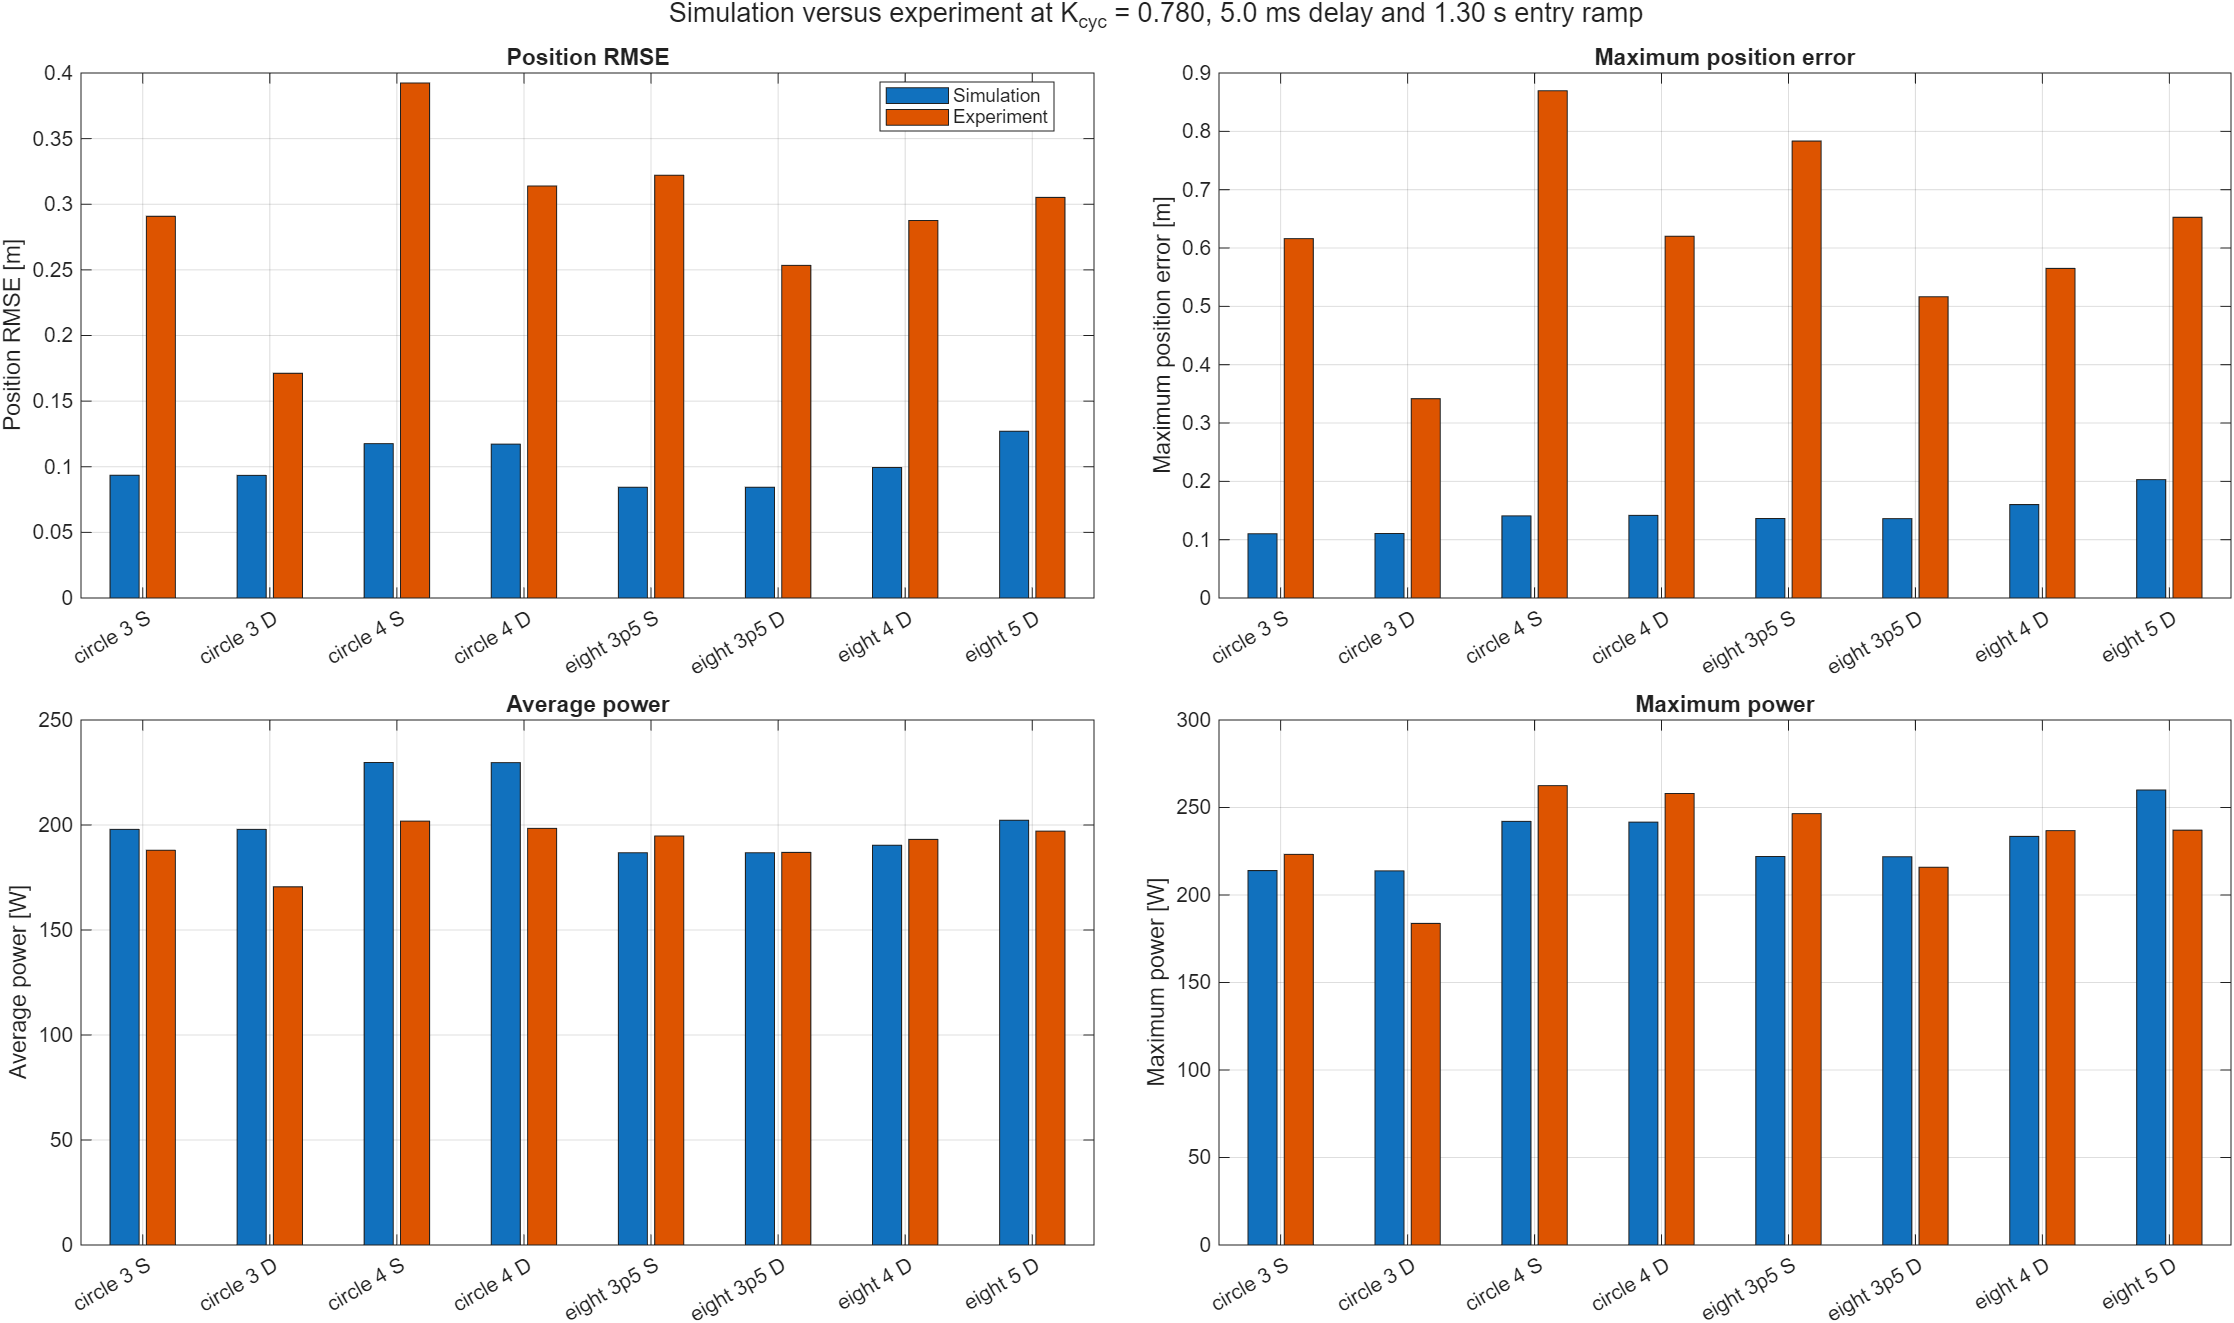 Simulation versus experiment at Kcyc = 0.780, 5.0 ms delay and 1.30 s entry ramp
Position RMSE
Position RMSE [m]
0.4
0.35
0.3
0.25
0.2
0.15
0.1
0.05
0
Simulation
Experiment
circle 3 S
circle 3 D
circle 4 S
circle 4 D
eight 3p5 S
eight 3p5 D
eight 4 D
eight 5 D
Maximum position error
Maximum position error [m]
0.9
0.8
0.7
0.6
0.5
0.4
0.3
0.2
0.1
0
circle 3 S
circle 3 D
circle 4 S
circle 4 D
eight 3p5 S
eight 3p5 D
eight 4 D
eight 5 D
Average power
Average power [W]
250
200
150
100
50
0
circle 3 S
circle 3 D
circle 4 S
circle 4 D
eight 3p5 S
eight 3p5 D
eight 4 D
eight 5 D
Maximum power
Maximum power [W]
300
250
200
150
100
50
0
circle 3 S
circle 3 D
circle 4 S
circle 4 D
eight 3p5 S
eight 3p5 D
eight 4 D
eight 5 D